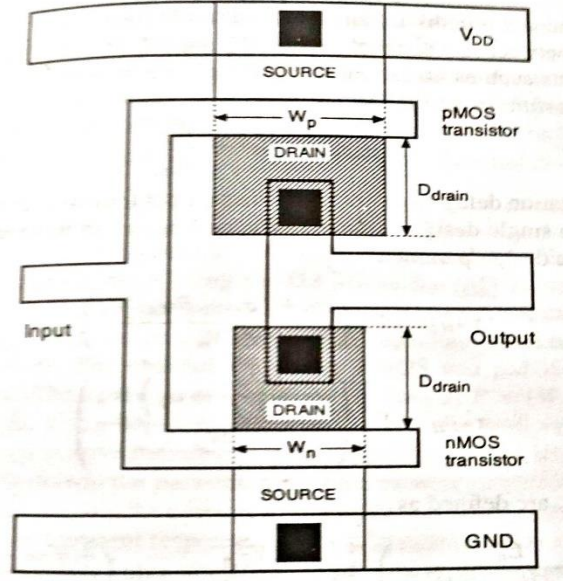 V_DD
SOURCE
W_p
pMOS
transistor
DRAIN
D_drain
Input
Output
D_drain
DRAIN
W_n
nMOS
transistor
SOURCE
GND